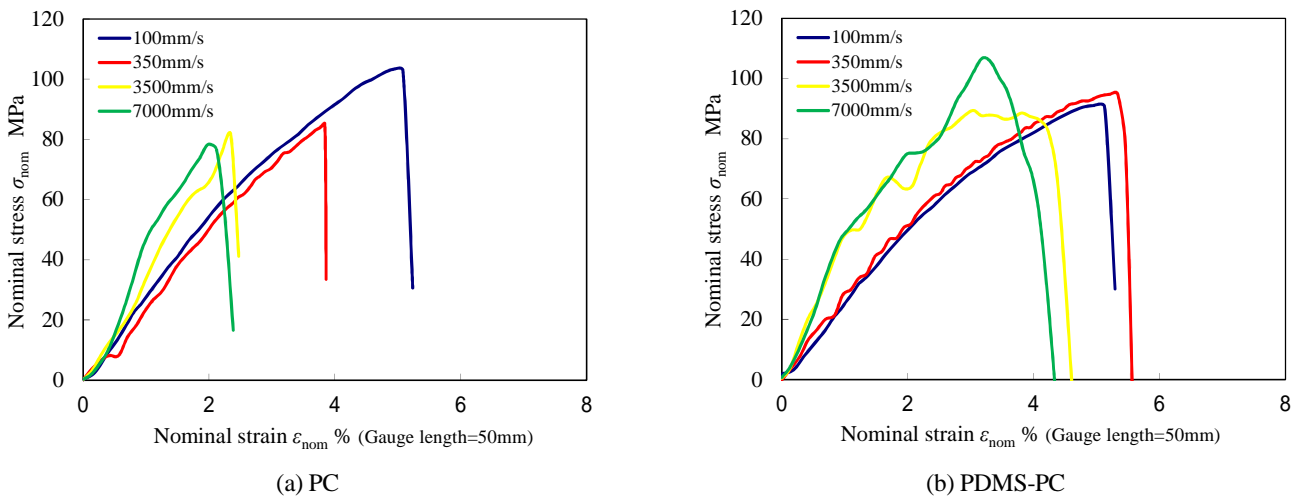 Nominal stress σnom MPa
120
100
80
60
40
20
0
100mm/s
350mm/s
3500mm/s
7000mm/s
0 2 4 6 8
Nominal strain εnom % (Gauge length=50mm)
(a) PC
Nominal stress σnom MPa
120
100
80
60
40
20
0
100mm/s
350mm/s
3500mm/s
7000mm/s
0 2 4 6 8
Nominal strain εnom % (Gauge length=50mm)
(b) PDMS-PC